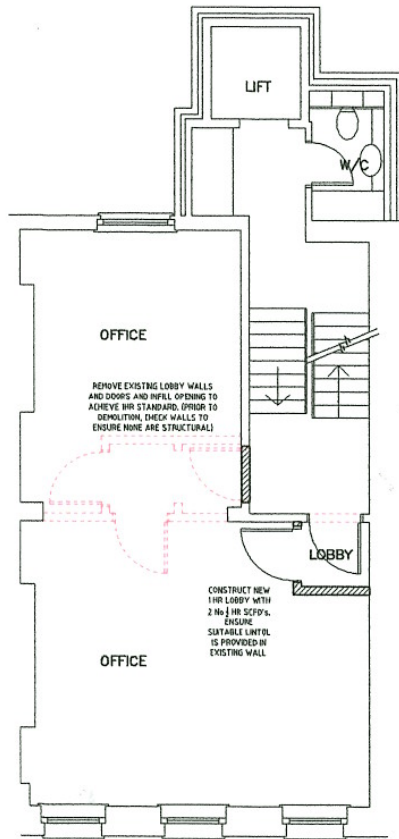 LIFT
W/C
OFFICE
REMOVE EXISTING LOBBY WALLS
AND DOORS AND INFILL OPENING TO
ACHIEVE 1HR STANDARD. (PRIOR TO
DEMOLITION, CHECK WALLS TO
ENSURE NONE ARE STRUCTURAL)
LOBBY
CONSTRUCT NEW
1 HR LOBBY WITH
2 No ½ HR SCFD's.
ENSURE
SUITABLE LINTOL
IS PROVIDED IN
EXISTING WALL
OFFICE